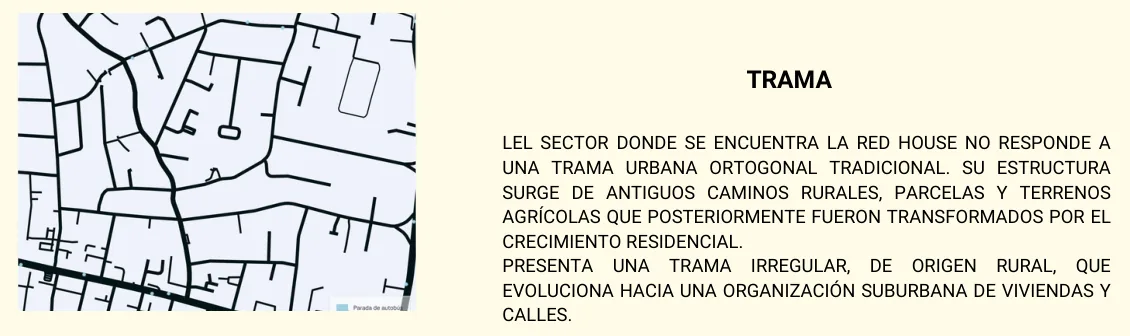 TRAMA
LEL SECTOR DONDE SE ENCUENTRA LA RED HOUSE NO RESPONDE A
UNA TRAMA URBANA ORTOGONAL TRADICIONAL. SU ESTRUCTURA
SURGE DE ANTIGUOS CAMINOS RURALES, PARCELAS Y TERRENOS
AGRÍCOLAS QUE POSTERIORMENTE FUERON TRANSFORMADOS POR EL
CRECIMIENTO RESIDENCIAL.
PRESENTA UNA TRAMA IRREGULAR, DE ORIGEN RURAL, QUE
EVOLUCIONA HACIA UNA ORGANIZACIÓN SUBURBANA DE VIVIENDAS Y
CALLES.
Parada de autobús